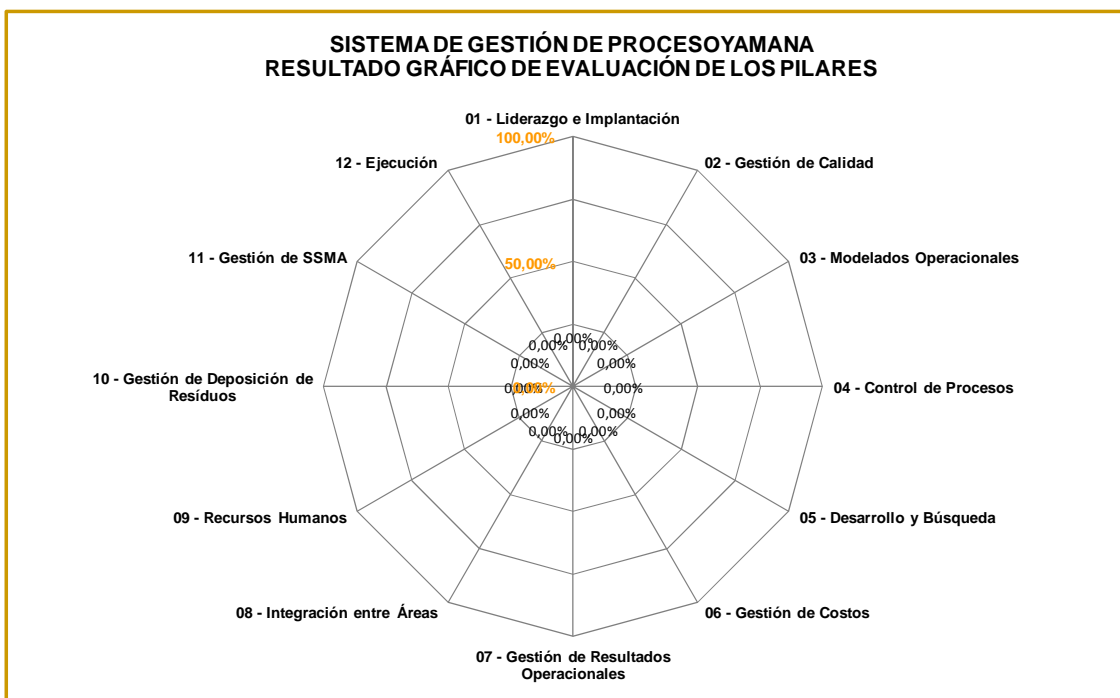 SISTEMA DE GESTIÓN DE PROCESOYAMANA
RESULTADO GRÁFICO DE EVALUACIÓN DE LOS PILARES
01 - Liderazgo e Implantación
100,00%
12 - Ejecución
02 - Gestión de Calidad
11 - Gestión de SSMA
50,00%
03 - Modelados Operacionales
0,00%
0,00%
0,00%
0,00%
0,00%
10 - Gestión de Deposición de
Resíduos
0,00%
0,00%
0,00%
04 - Control de Procesos
0,00%
0,00%
0,00%
0,00%
0,00%
09 - Recursos Humanos
05 - Desarrollo y Búsqueda
08 - Integración entre Áreas
06 - Gestión de Costos
07 - Gestión de Resultados
Operacionales